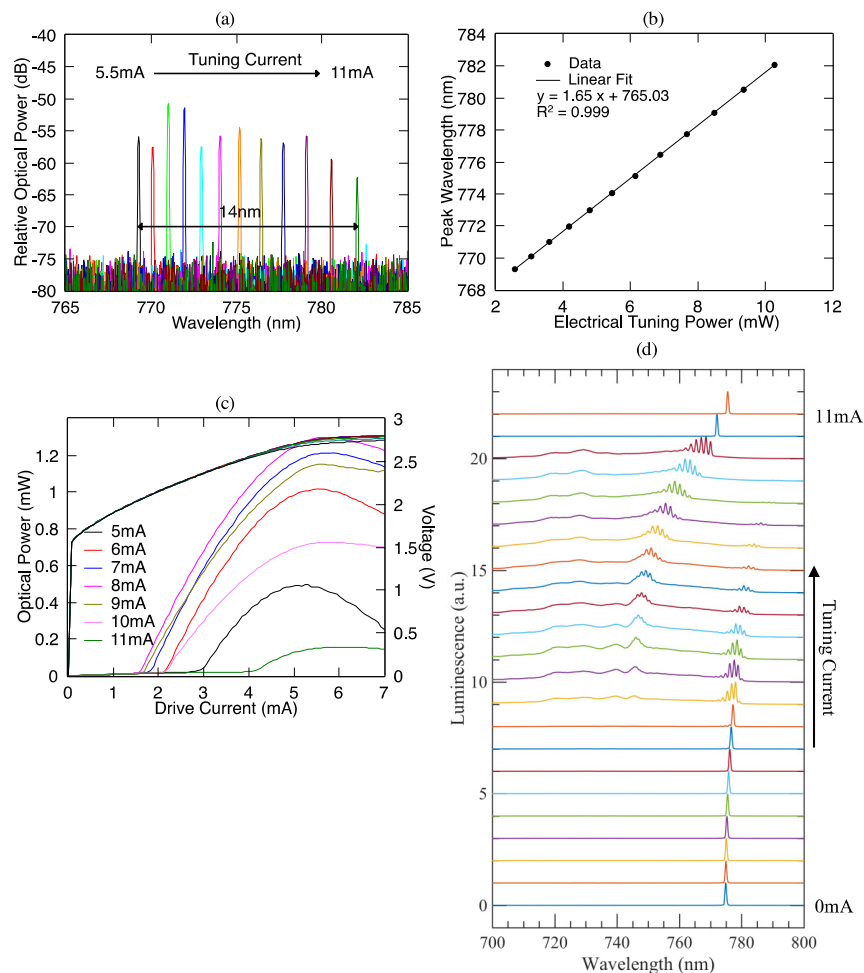 (a)
-40
-45
-50
-55
-60
-65
-70
-75
-80
Relative Optical Power (dB)
Tuning Current
5.5mA
11mA
14nm
765
770
775
780
785
Wavelength (nm)
(b)
784
782
780
778
776
774
772
770
768
Peak Wavelength (nm)
Data
Linear Fit
y = 1.65 x + 765.03
R² = 0.999
2
4
6
8
10
12
Electrical Tuning Power (mW)
(c)
1.2
1
0.8
0.6
0.4
0.2
0
Optical Power (mW)
5mA
6mA
7mA
8mA
9mA
10mA
11mA
3
2.5
2
1.5
1
0.5
0
Voltage (V)
0
1
2
3
4
5
6
7
Drive Current (mA)
(d)
20
15
10
5
0
Luminescence (a.u.)
11mA
Tuning Current
0mA
700
720
740
760
780
800
Wavelength (nm)